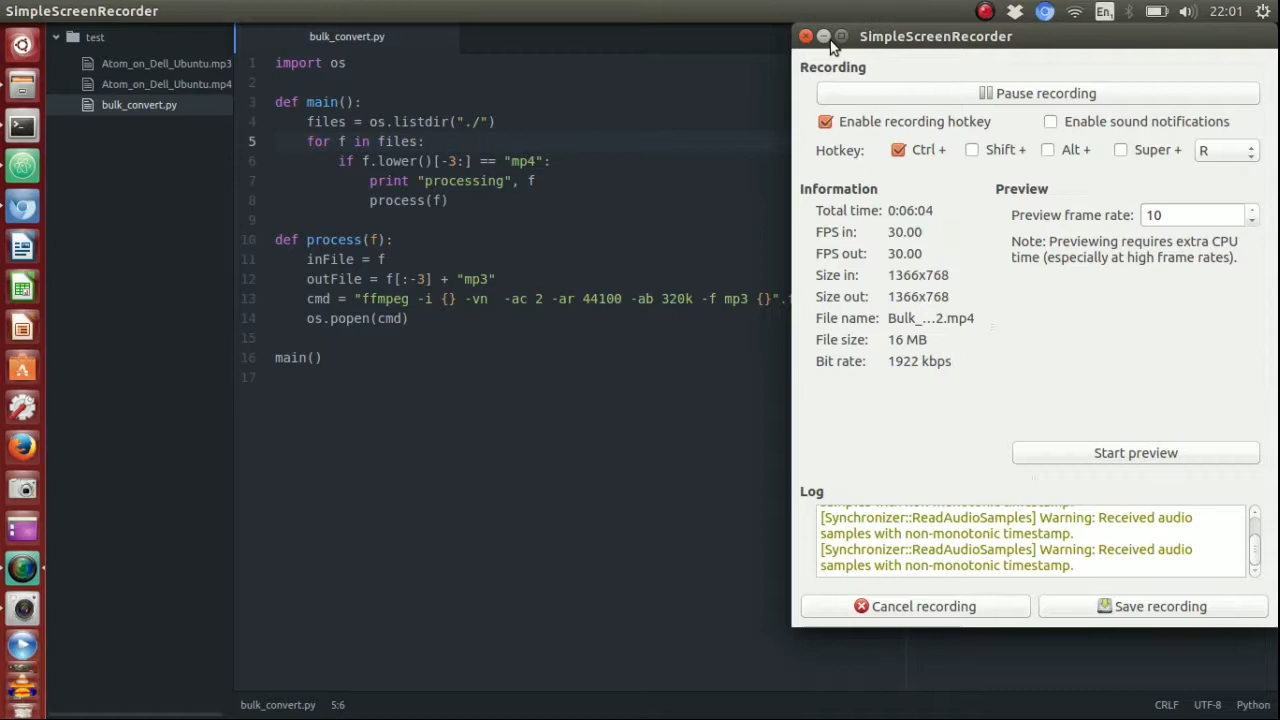 SimpleScreenRecorder
En1
22:01
test
Atom_on_Dell_Ubuntu.mp3
Atom_on_Dell_Ubuntu.mp4
bulk_convert.py
bulk_convert.py
1 import os
2
3 def main():
4 files = os.listdir("./")
5 for f in files:
6 if f.lower()[-3:] == "mp4":
7 print "processing", f
8 process(f)
9
10 def process(f):
11 inFile = f
12 outFile = f[:-3] + "mp3"
13 cmd = "ffmpeg -i {} -vn  -ac 2 -ar 44100 -ab 320k -f mp3 {}".
14 os.popen(cmd)
15
16 main()
17
bulk_convert.py 5:6
CRLF UTF-8 Python
SimpleScreenRecorder
Recording
Pause recording
Enable recording hotkey Enable sound notifications
Hotkey: Ctrl + Shift + Alt + Super + R
Information
Total time: 0:06:04
FPS in: 30.00
FPS out: 30.00
Size in: 1366x768
Size out: 1366x768
File name: Bulk_...2.mp4
File size: 16 MB
Bit rate: 1922 kbps
Preview
Preview frame rate: 10
Note: Previewing requires extra CPU
time (especially at high frame rates).
Start preview
Log
samples with non-monotonic timestamp.
[Synchronizer::ReadAudioSamples] Warning: Received audio
samples with non-monotonic timestamp.
[Synchronizer::ReadAudioSamples] Warning: Received audio
samples with non-monotonic timestamp.
Cancel recording Save recording